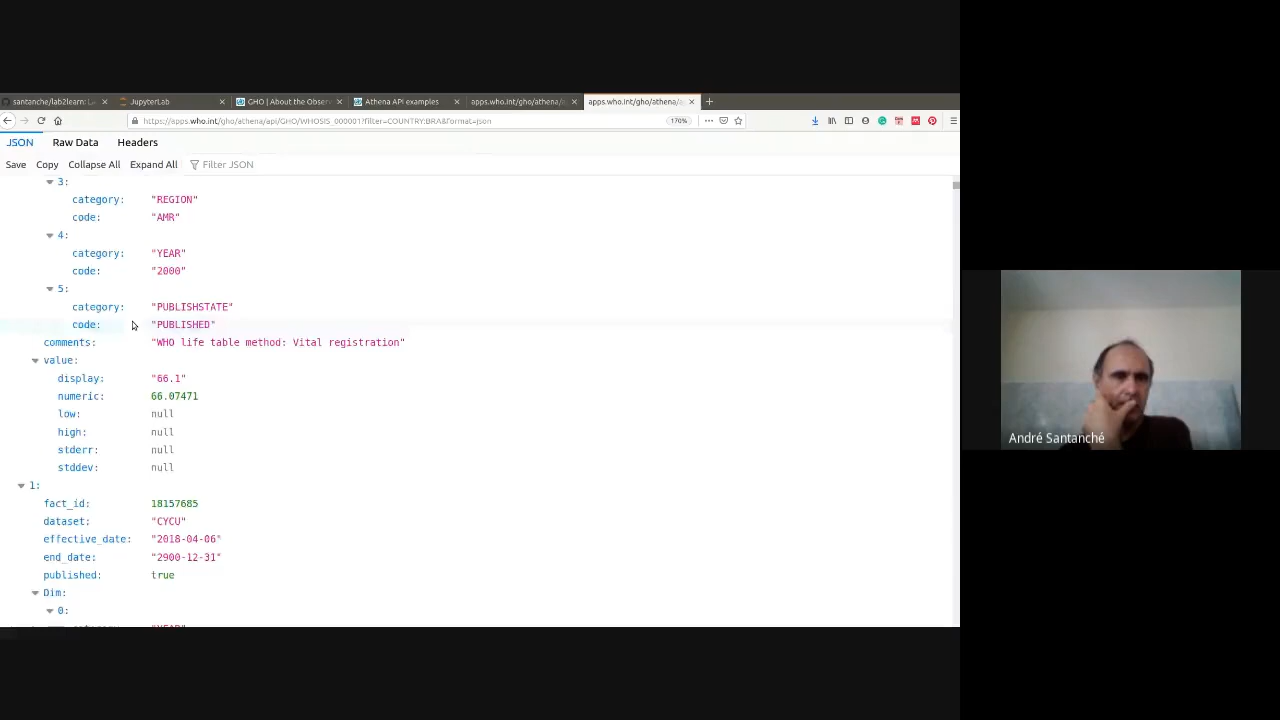 santanche/lab2learn: L
JupyterLab
GHO | About the Obser
Athena API examples
apps.who.int/gho/athena/a
apps.who.int/gho/athena/a
https://apps.who.int/gho/athena/api/GHO/WHOSIS_000001?filter=COUNTRY:BRA&format=json
170%
JSON Raw Data Headers
Save Copy Collapse All Expand All Filter JSON
3:
category: "REGION"
code: "AMR"
4:
category: "YEAR"
code: "2000"
5:
category: "PUBLISHSTATE"
code: "PUBLISHED"
comments: "WHO life table method: Vital registration"
value:
display: "66.1"
numeric: 66.07471
low: null
high: null
stderr: null
stddev: null
1:
fact_id: 18157685
dataset: "CYCU"
effective_date: "2018-04-06"
end_date: "2900-12-31"
published: true
Dim:
0:
André Santanché